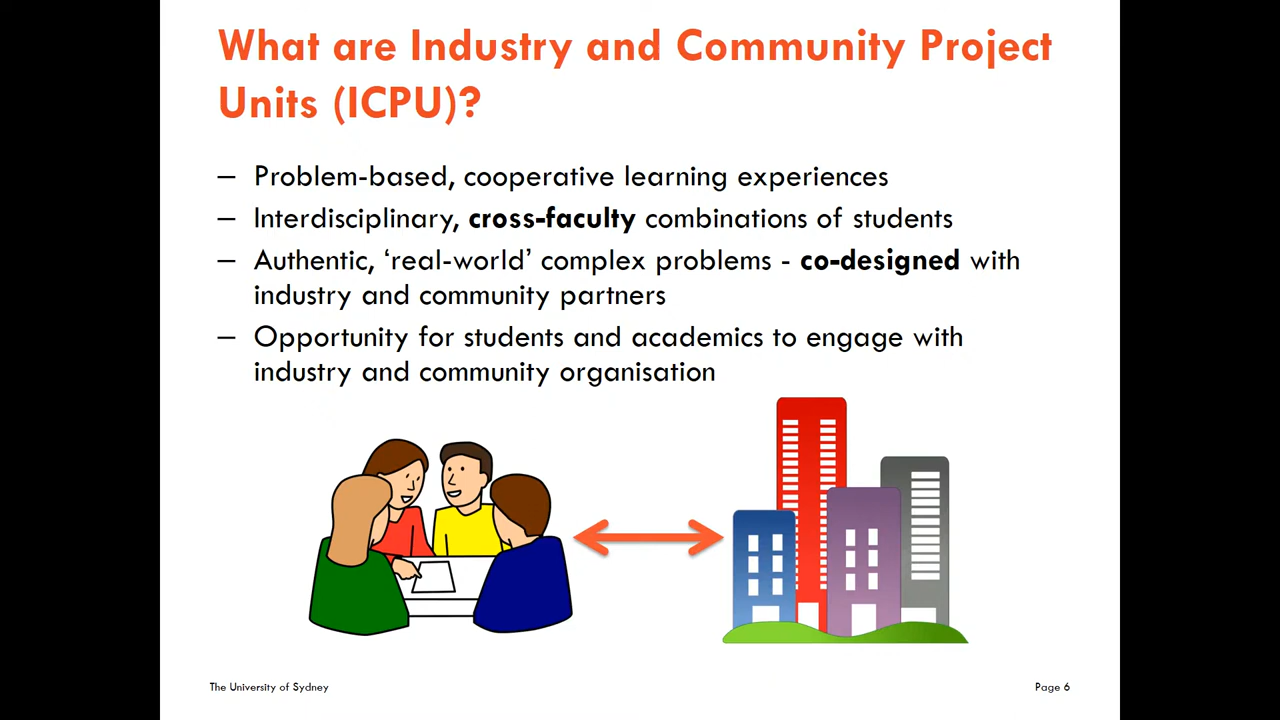 What are Industry and Community Project
Units (ICPU)?
– Problem-based, cooperative learning experiences
– Interdisciplinary, cross-faculty combinations of students
– Authentic, ‘real-world’ complex problems - co-designed with
industry and community partners
– Opportunity for students and academics to engage with
industry and community organisation
The University of Sydney
Page 6